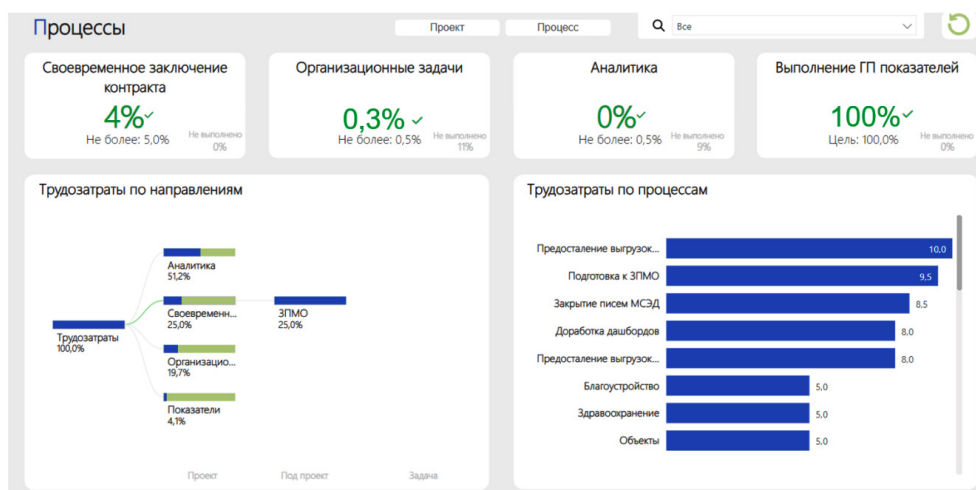 Процессы
Проект
Процесс
Все
Своевременное заключение
контракта
4%
Не более: 5,0%
Не выполнено
0%
Организационные задачи
0,3%
Не более: 0,5%
Не выполнено
11%
Аналитика
0%
Не более: 0,5%
Не выполнено
9%
Выполнение ГП показателей
100%
Цель: 100,0%
Не выполнено
0%
Трудозатраты по направлениям
Аналитика
51,2%
Своевременн...
25,0%
ЗПМО
25,0%
Трудозатраты
100,0%
Организацио...
19,7%
Показатели
4,1%
Проект
Под проект
Задача
Трудозатраты по процессам
Предосталение выгрузок... 10,0
Подготовка к ЗПМО 9,5
Закрытие писем МСЭД 8,5
Доработка дашбордов 8,0
Предосталение выгрузок... 8,0
Благоустройство 5,0
Здравоохранение 5,0
Объекты 5,0